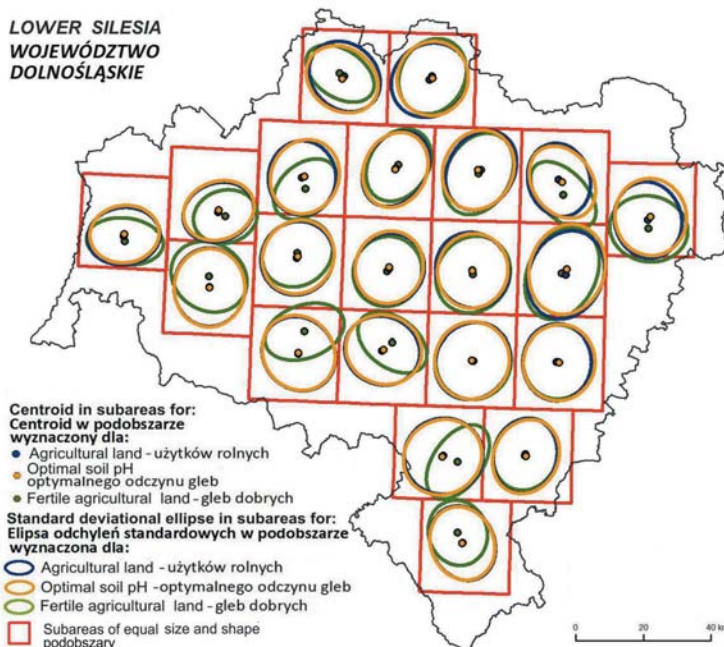 LOWER SILESIA
WOJEWÓDZTWO
DOLNOŚLĄSKIE
Centroid in subareas for:
Centroid w podobszarze
wyznaczony dla:
Agricultural land - użytków rolnych
Optimal soil pH
optymalnego odczynu gleb
Fertile agricultural land - gleb dobrych
Standard deviational ellipse in subareas for:
Elipsa odchyleń standardowych w podobszarze
wyznaczona dla:
Agricultural land - użytków rolnych
Optimal soil pH - optymalnego odczynu gleb
Fertile agricultural land - gleb dobrych
Subareas of equal size and shape
podobszary
0 20 40